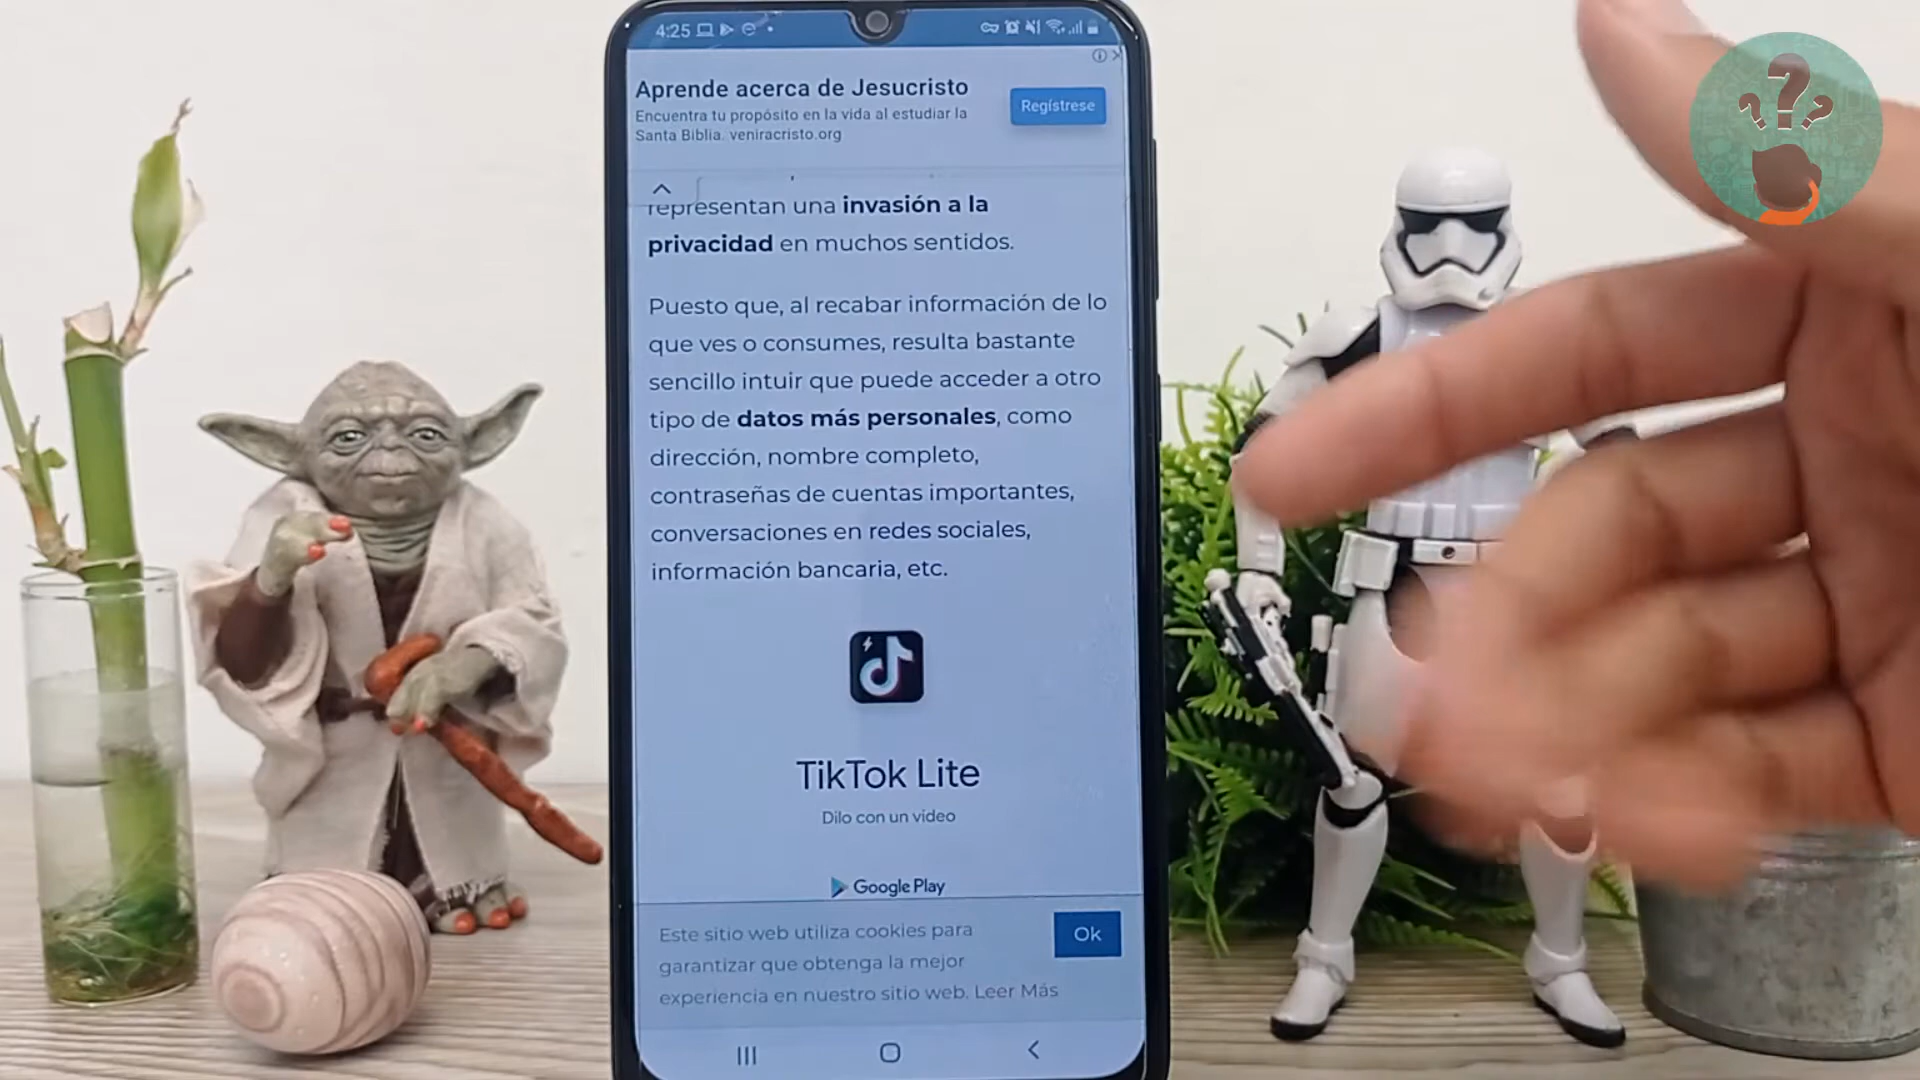 4:25
Aprende acerca de Jesucristo
Encuentra tu propósito en la vida al estudiar la
Santa Biblia. veniracristo.org
Regístrese
representan una invasión a la
privacidad en muchos sentidos.
Puesto que, al recabar información de lo
que ves o consumes, resulta bastante
sencillo intuir que puede acceder a otro
tipo de datos más personales, como
dirección, nombre completo,
contraseñas de cuentas importantes,
conversaciones en redes sociales,
información bancaria, etc.
TikTok Lite
Dilo con un video
Google Play
Este sitio web utiliza cookies para
garantizar que obtenga la mejor
experiencia en nuestro sitio web. Leer Más
Ok